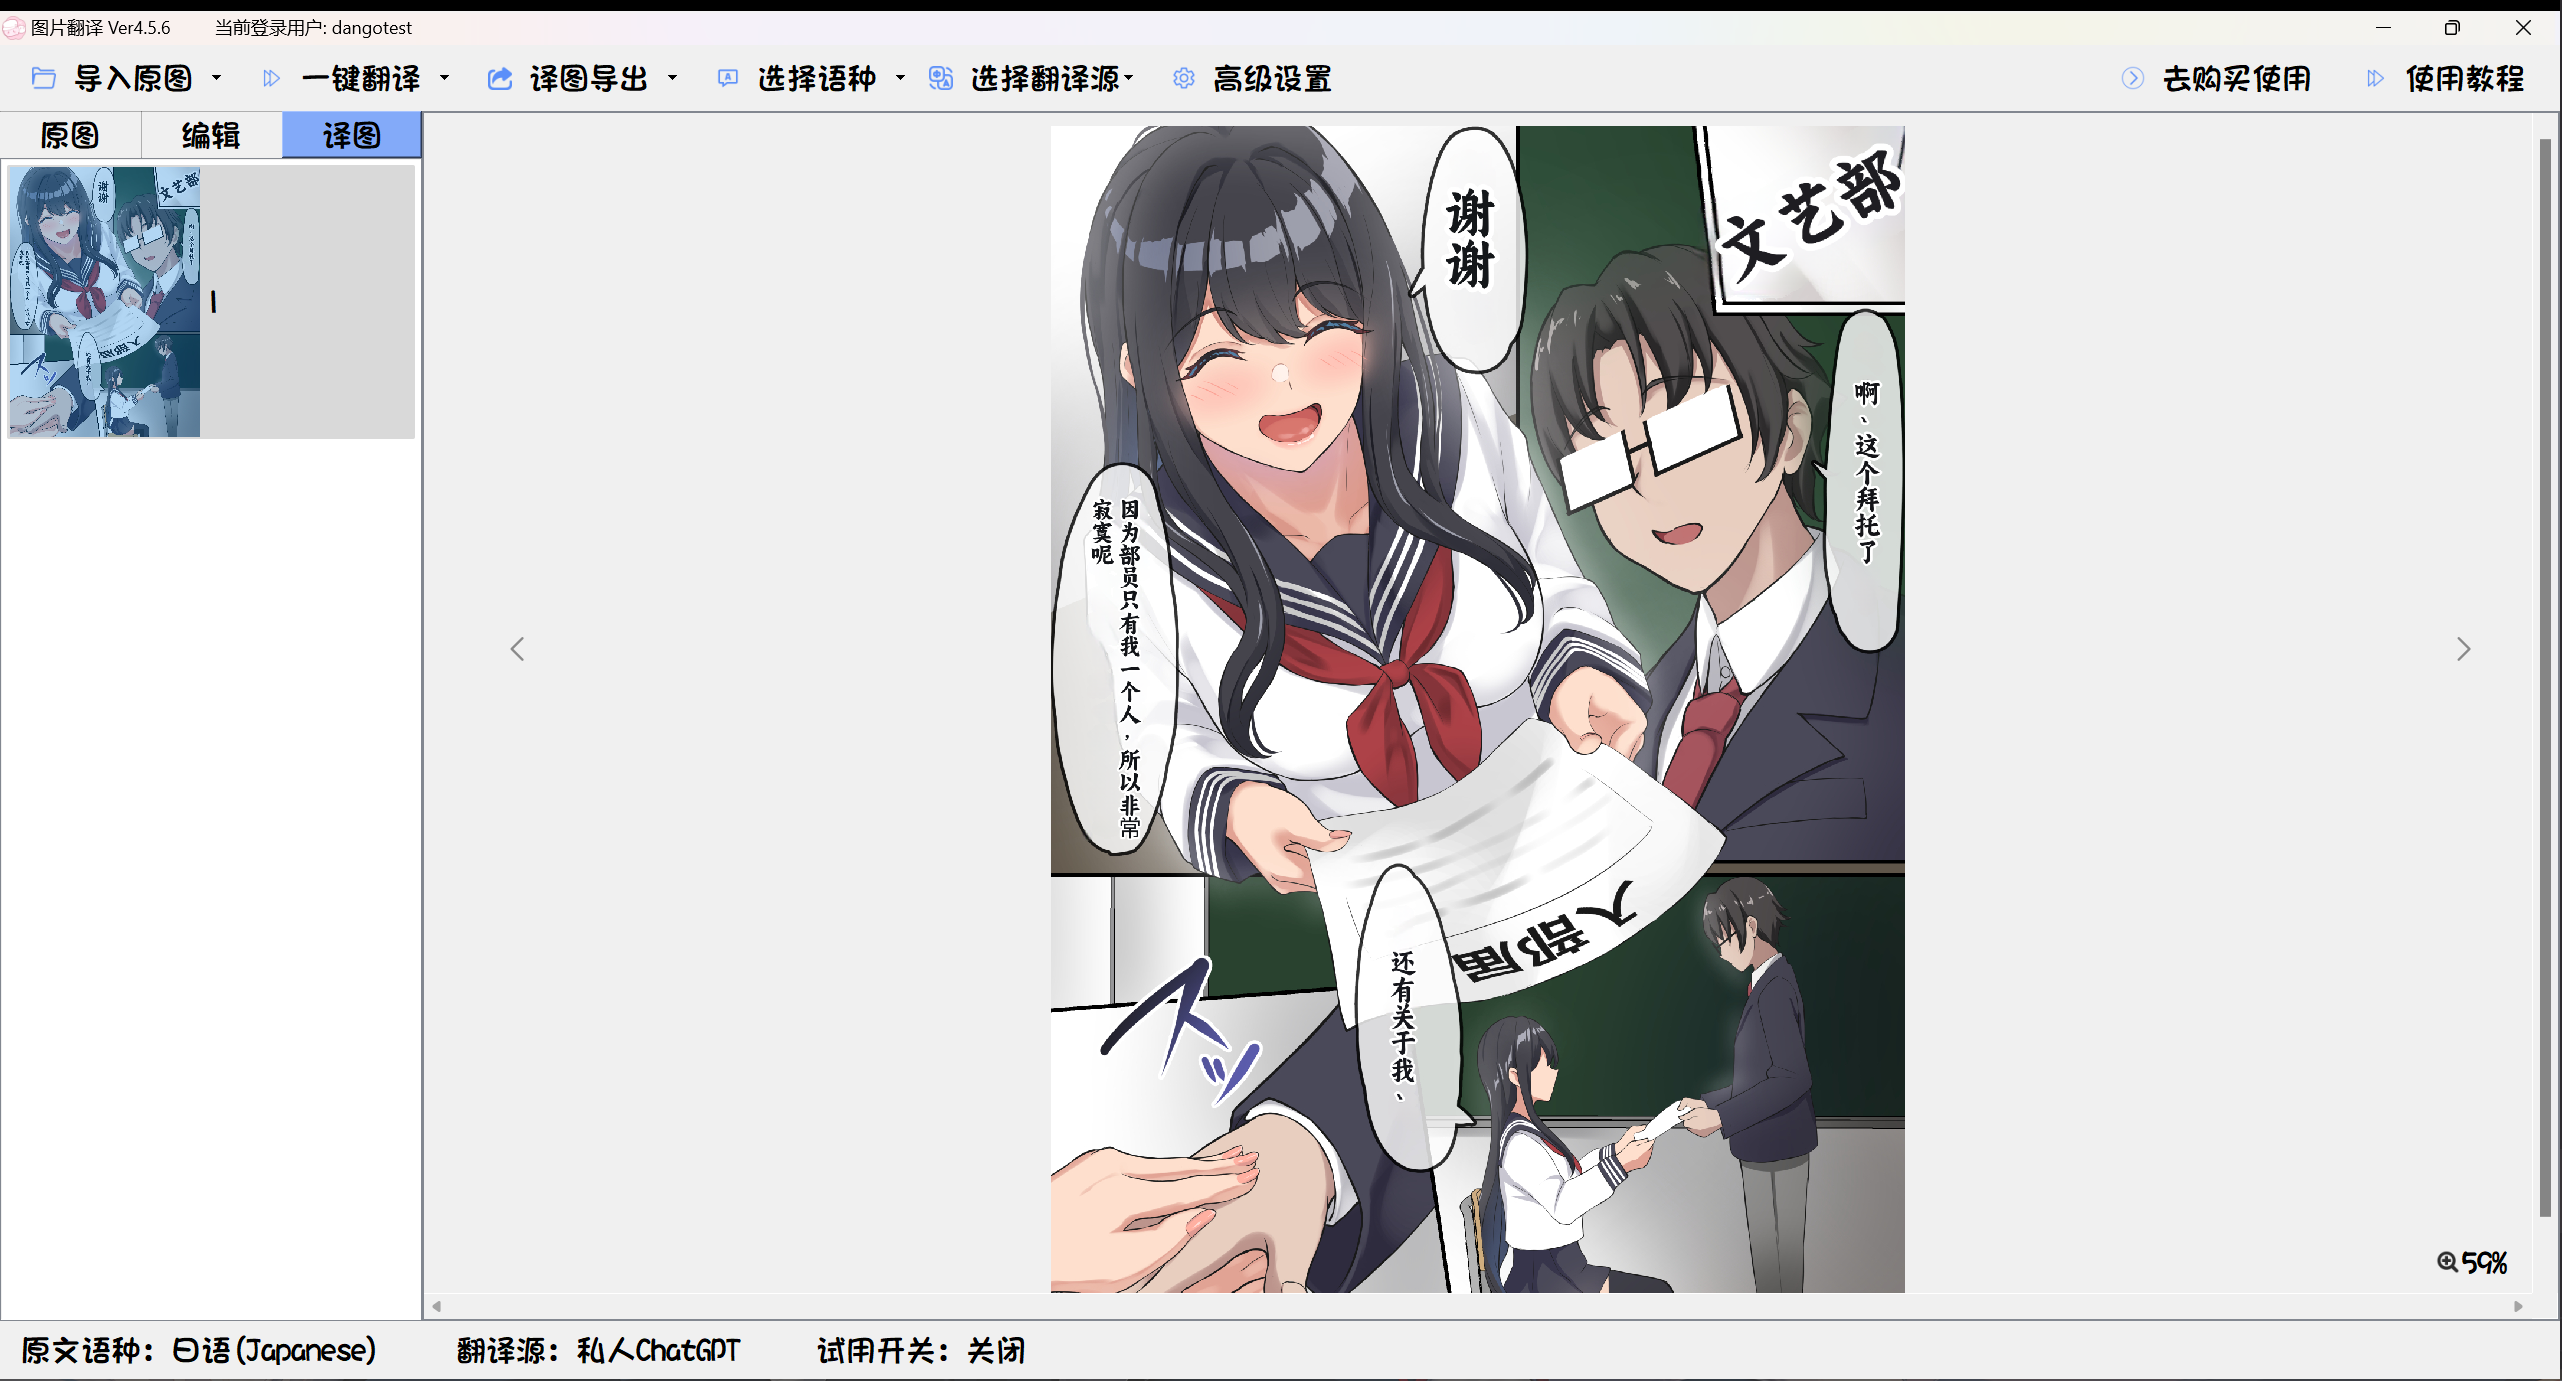 图片翻译 Ver4.5.6 当前登录用户: dangotest
导入原图 一键翻译 译图导出 选择语种 选择翻译源 高级设置 去购买使用 使用教程
原图 编辑 译图
1
文艺部
谢谢
啊、这个拜托了
因为部员只有我一个人，所以非常
寂寞呢
入部届
还有关于我、
スッ
59%
原文语种：日语(Japanese) 翻译源：私人ChatGPT 试用开关：关闭